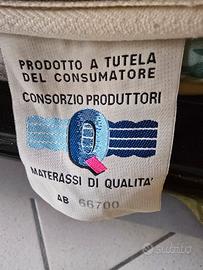 PRODOTTO A TUTELA
DEL CONSUMATORE
CONSORZIO PRODUTTORI
Q
MATERASSI DI QUALITA'
AB 66700
subito